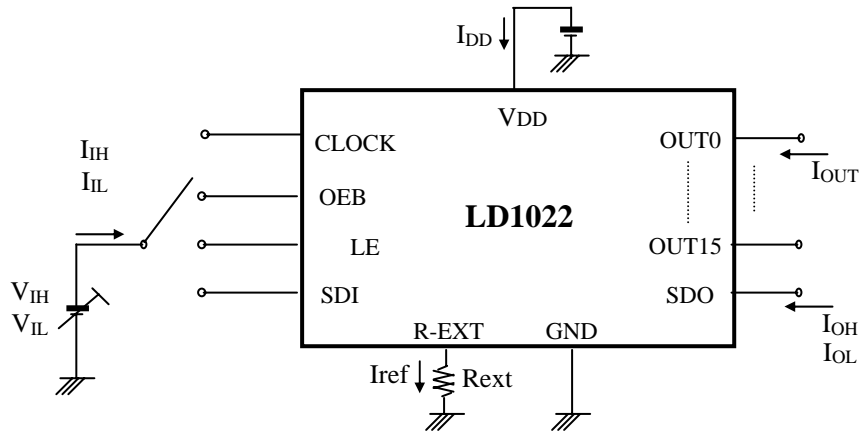 IDD
VDD
CLOCK
OUT0
IIH
IIL
IOUT
OEB
LD1022
LE
OUT15
SDI
SDO
VIH
VIL
R-EXT GND
IOH
IOL
Iref
Rext